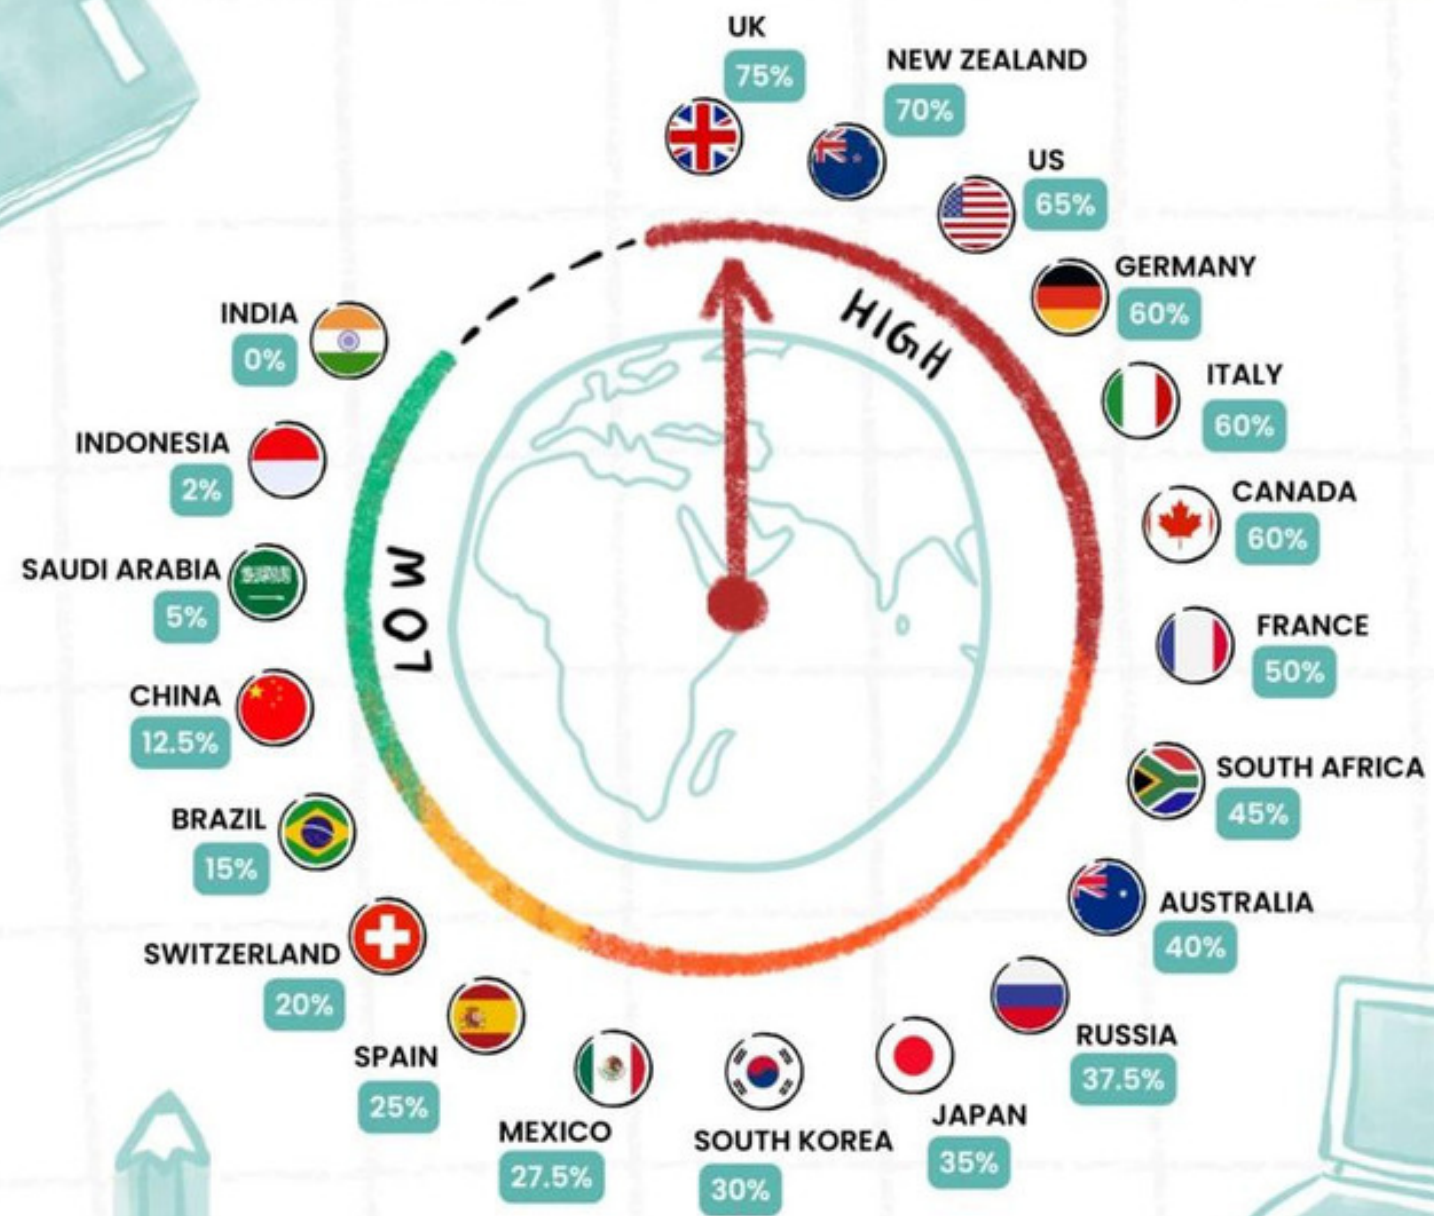 UK
75%
NEW ZEALAND
70%
US
65%
GERMANY
60%
ITALY
60%
CANADA
60%
FRANCE
50%
SOUTH AFRICA
45%
AUSTRALIA
40%
RUSSIA
37.5%
JAPAN
35%
SOUTH KOREA
30%
MEXICO
27.5%
SPAIN
25%
SWITZERLAND
20%
BRAZIL
15%
CHINA
12.5%
SAUDI ARABIA
5%
INDONESIA
2%
INDIA
0%
HIGH
LOW